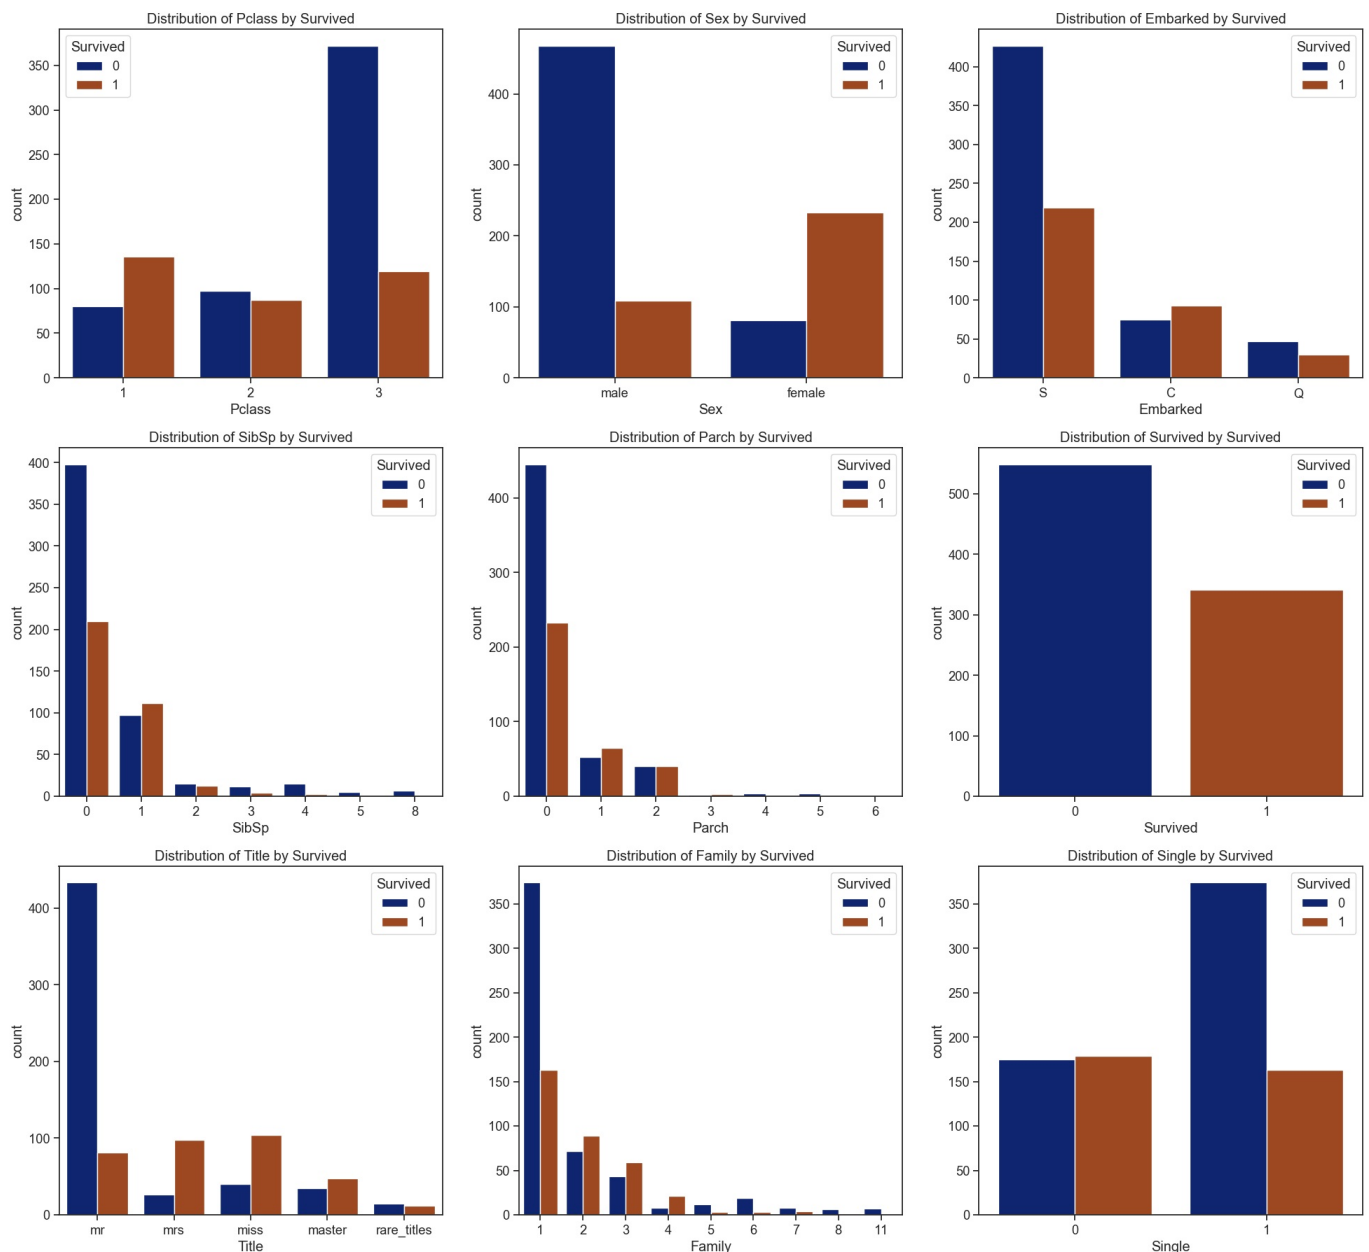 Distribution of Pclass by Survived
Survived
0
1
350
300
250
200
150
100
50
0
count
1 2 3
Pclass
Distribution of Sex by Survived
Survived
0
1
400
300
200
100
0
count
male female
Sex
Distribution of Embarked by Survived
Survived
0
1
400
350
300
250
200
150
100
50
0
count
S C Q
Embarked
Distribution of SibSp by Survived
Survived
0
1
400
350
300
250
200
150
100
50
0
count
0 1 2 3 4 5 8
SibSp
Distribution of Parch by Survived
Survived
0
1
400
300
200
100
0
count
0 1 2 3 4 5 6
Parch
Distribution of Survived by Survived
Survived
0
1
500
400
300
200
100
0
count
0 1
Survived
Distribution of Title by Survived
Survived
0
1
400
300
200
100
0
count
mr mrs miss master rare_titles
Title
Distribution of Family by Survived
Survived
0
1
350
300
250
200
150
100
50
0
count
1 2 3 4 5 6 7 8 11
Family
Distribution of Single by Survived
Survived
0
1
350
300
250
200
150
100
50
0
count
0 1
Single